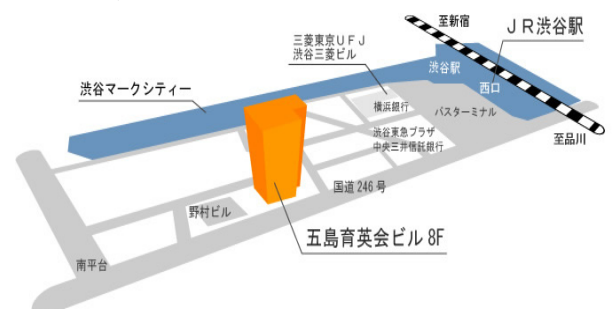 至新宿
JR渋谷駅
三菱東京UFJ
渋谷三菱ビル
渋谷駅
西口
渋谷マークシティー
横浜銀行
バスターミナル
渋谷東急プラザ
中央三井信託銀行
至品川
国道246号
野村ビル
五島育英会ビル 8F
南平台